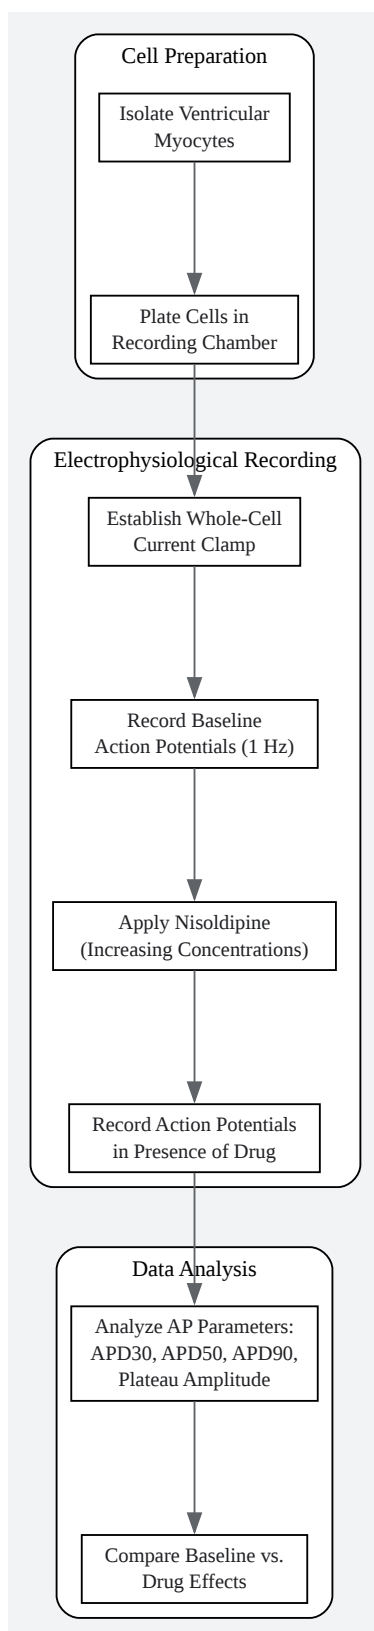 Cell Preparation
Isolate Ventricular
Myocytes
Plate Cells in
Recording Chamber
Electrophysiological Recording
Establish Whole-Cell
Current Clamp
Record Baseline
Action Potentials (1 Hz)
Apply Nisoldipine
(Increasing Concentrations)
Record Action Potentials
in Presence of Drug
Data Analysis
Analyze AP Parameters:
APD30, APD50, APD90,
Plateau Amplitude
Compare Baseline vs.
Drug Effects